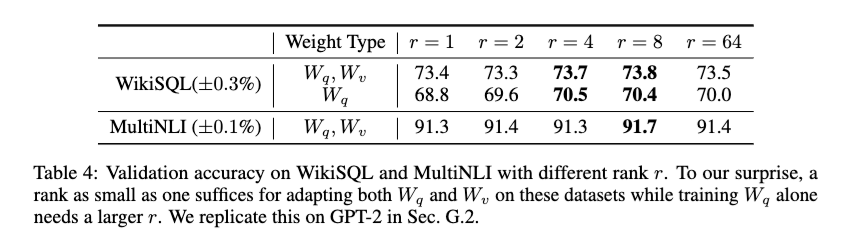 Weight Type r = 1 r = 2 r = 4 r = 8 r = 64
WikiSQL(±0.3%) W_q, W_v 73.4 73.3 73.7 73.8 73.5
W_q 68.8 69.6 70.5 70.4 70.0
MultiNLI (±0.1%) W_q, W_v 91.3 91.4 91.3 91.7 91.4
Table 4: Validation accuracy on WikiSQL and MultiNLI with different rank r. To our surprise, a
rank as small as one suffices for adapting both W_q and W_v on these datasets while training W_q alone
needs a larger r. We replicate this on GPT-2 in Sec. G.2.